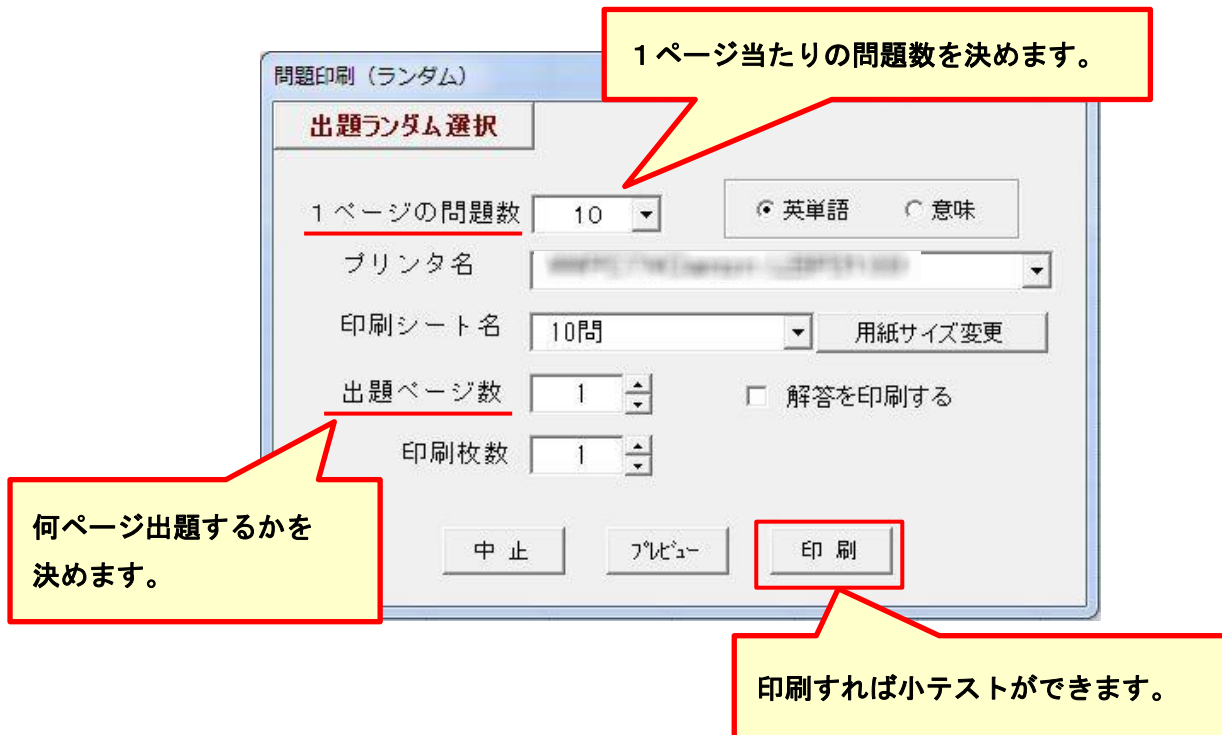 1ページ当たりの問題数を決めます。
問題印刷（ランダム）
出題ランダム選択
1ページの問題数
10
英単語
意味
プリンタ名
印刷シート名
10問
用紙サイズ変更
出題ページ数
1
解答を印刷する
印刷枚数
1
何ページ出題するかを
決めます。
中 止
ﾌﾟﾚﾋﾞｭｰ
印 刷
印刷すれば小テストができます。